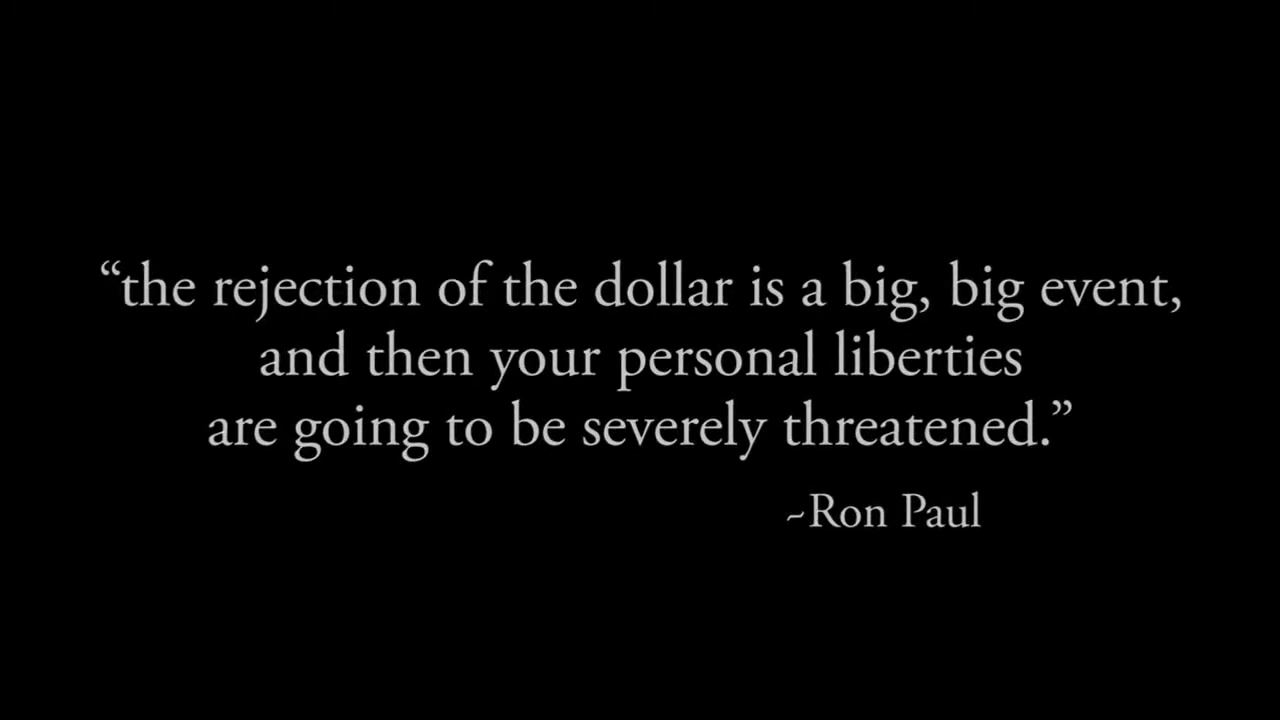 “the rejection of the dollar is a big, big event,
and then your personal liberties
are going to be severely threatened.”
~Ron Paul